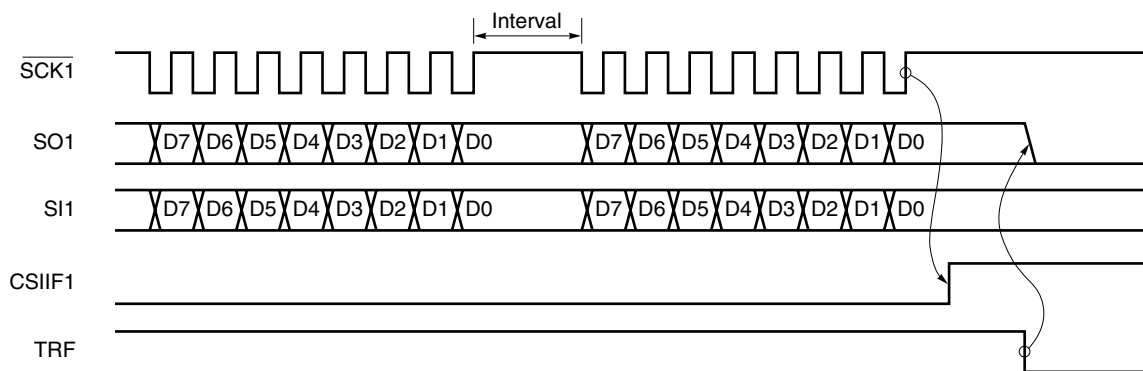 Interval
SCK1
SO1 D7 D6 D5 D4 D3 D2 D1 D0 D7 D6 D5 D4 D3 D2 D1 D0
SI1 D7 D6 D5 D4 D3 D2 D1 D0 D7 D6 D5 D4 D3 D2 D1 D0
CSIIF1
TRF